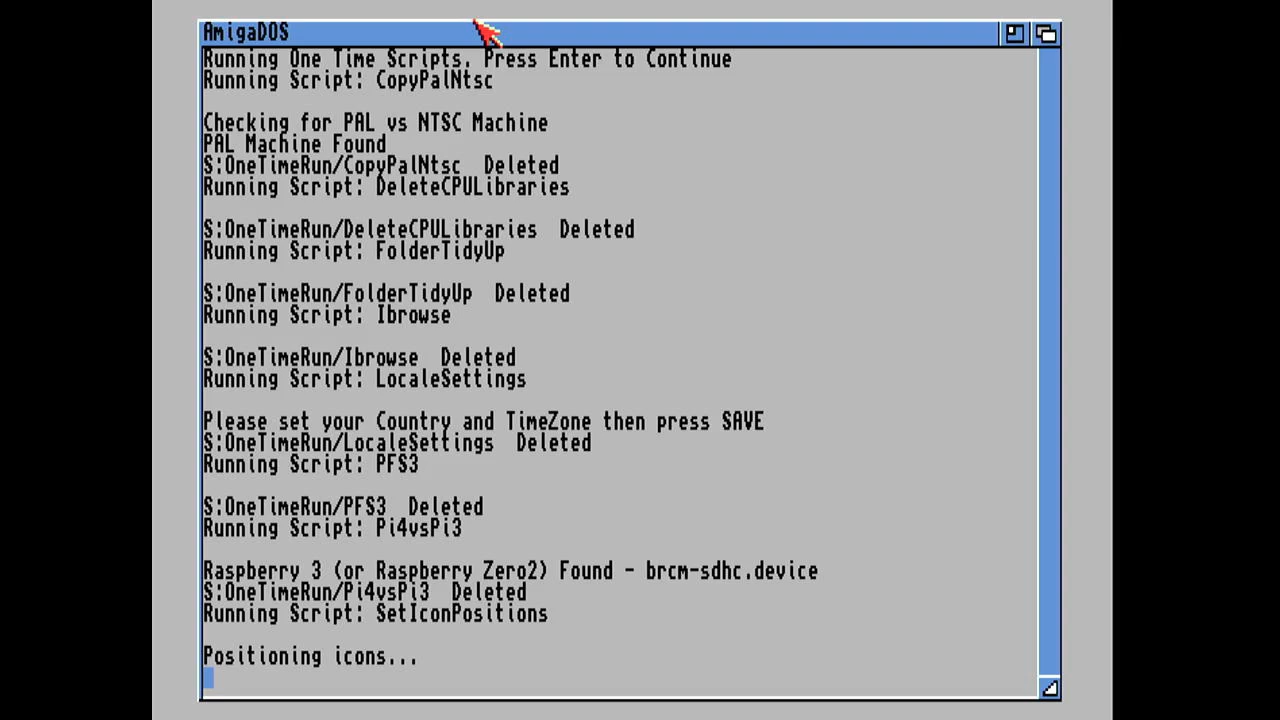 AmigaDOS
Running One Time Scripts. Press Enter to Continue
Running Script: CopyPalNtsc
Checking for PAL vs NTSC Machine
PAL Machine Found
S:OneTimeRun/CopyPalNtsc  Deleted
Running Script: DeleteCPULibraries
S:OneTimeRun/DeleteCPULibraries  Deleted
Running Script: FolderTidyUp
S:OneTimeRun/FolderTidyUp  Deleted
Running Script: Ibrowse
S:OneTimeRun/Ibrowse  Deleted
Running Script: LocaleSettings
Please set your Country and TimeZone then press SAVE
S:OneTimeRun/LocaleSettings  Deleted
Running Script: PFS3
S:OneTimeRun/PFS3  Deleted
Running Script: Pi4vsPi3
Raspberry 3 (or Raspberry Zero2) Found - brcm-sdhc.device
S:OneTimeRun/Pi4vsPi3  Deleted
Running Script: SetIconPositions
Positioning icons...